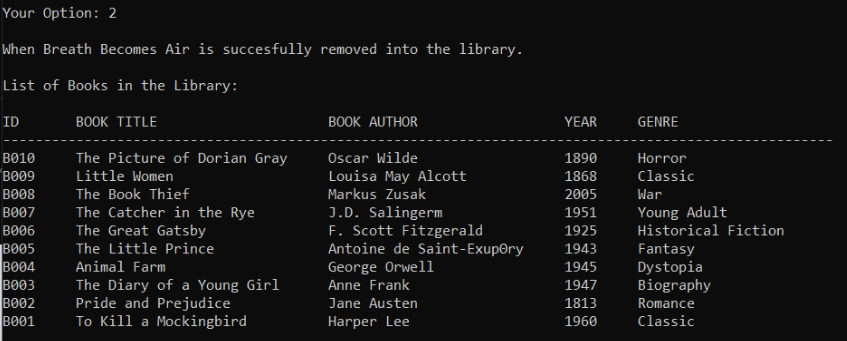 Your Option: 2
When Breath Becomes Air is succesfully removed into the library.
List of Books in the Library:
ID BOOK TITLE BOOK AUTHOR YEAR GENRE
--------------------------------------------------------------------------------------------------------
B010 The Picture of Dorian Gray Oscar Wilde 1890 Horror
B009 Little Women Louisa May Alcott 1868 Classic
B008 The Book Thief Markus Zusak 2005 War
B007 The Catcher in the Rye J.D. Salingerm 1951 Young Adult
B006 The Great Gatsby F. Scott Fitzgerald 1925 Historical Fiction
B005 The Little Prince Antoine de Saint-ExupΘry 1943 Fantasy
B004 Animal Farm George Orwell 1945 Dystopia
B003 The Diary of a Young Girl Anne Frank 1947 Biography
B002 Pride and Prejudice Jane Austen 1813 Romance
B001 To Kill a Mockingbird Harper Lee 1960 Classic